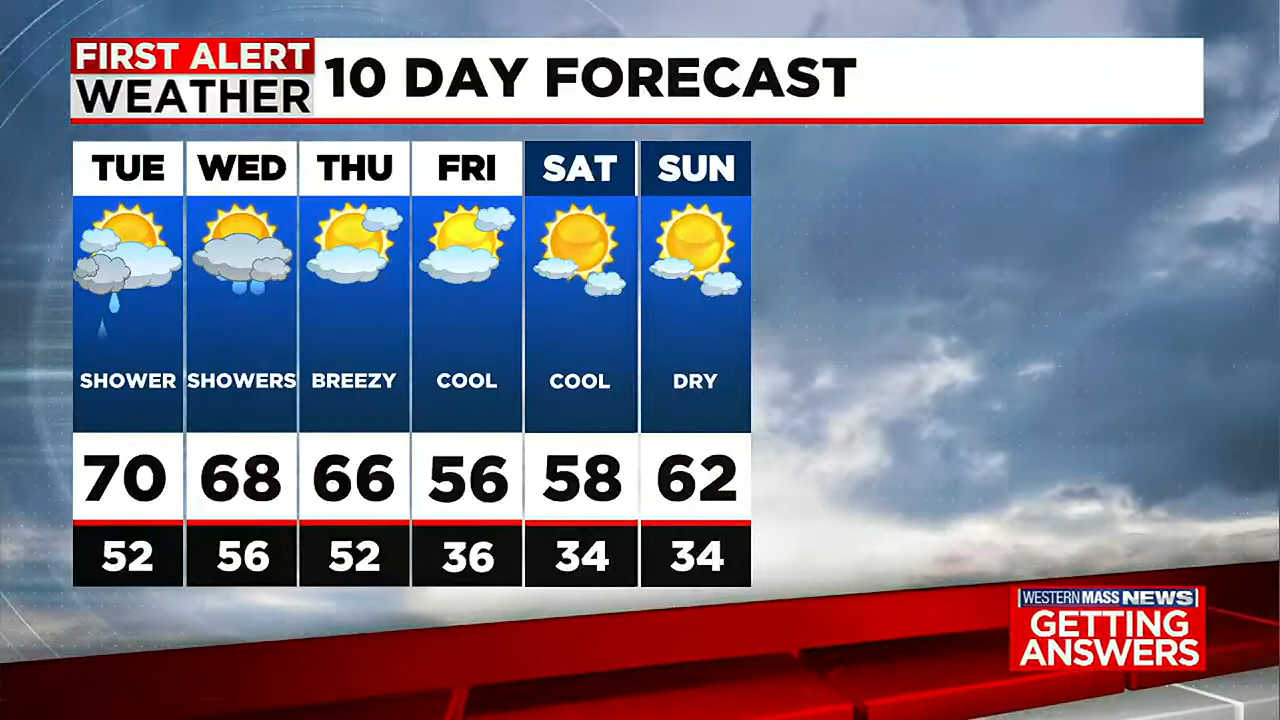 FIRST ALERT
WEATHER
10 DAY FORECAST
TUE WED THU FRI SAT SUN
SHOWER SHOWERS BREEZY COOL COOL DRY
70 68 66 56 58 62
52 56 52 36 34 34
WESTERN MASS NEWS
GETTING
ANSWERS